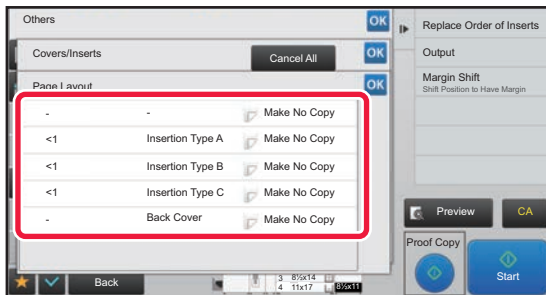 Others OK
Covers/Inserts Cancel All OK
Page Layout OK
- - Make No Copy
<1 Insertion Type A Make No Copy
<1 Insertion Type B Make No Copy
<1 Insertion Type C Make No Copy
- Back Cover Make No Copy
Back
3 8½x14
4 11x17 8½x11
Replace Order of Inserts
Output
Margin Shift
Shift Position to Have Margin
Preview CA
Proof Copy
Start